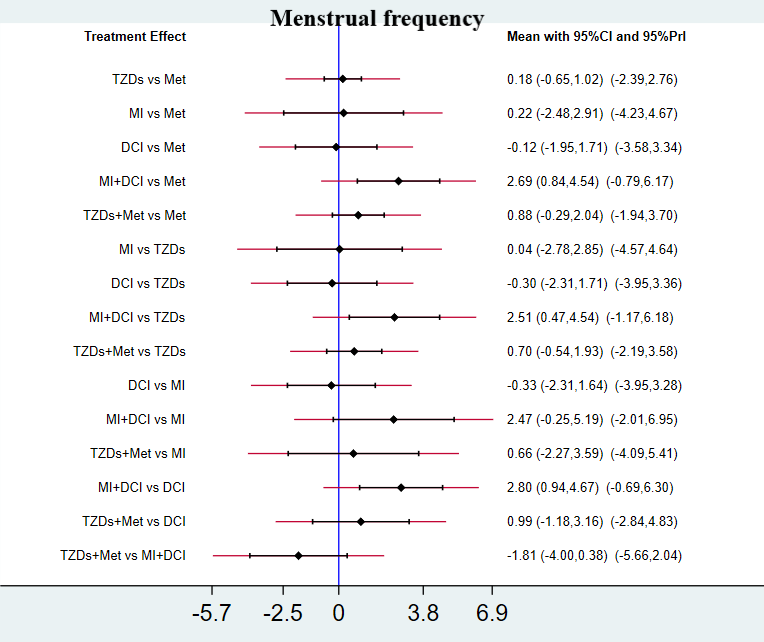 Menstrual frequency
Treatment Effect Mean with 95%CI and 95%PrI
TZDs vs Met 0.18 (-0.65,1.02) (-2.39,2.76)
MI vs Met 0.22 (-2.48,2.91) (-4.23,4.67)
DCI vs Met -0.12 (-1.95,1.71) (-3.58,3.34)
MI+DCI vs Met 2.69 (0.84,4.54) (-0.79,6.17)
TZDs+Met vs Met 0.88 (-0.29,2.04) (-1.94,3.70)
MI vs TZDs 0.04 (-2.78,2.85) (-4.57,4.64)
DCI vs TZDs -0.30 (-2.31,1.71) (-3.95,3.36)
MI+DCI vs TZDs 2.51 (0.47,4.54) (-1.17,6.18)
TZDs+Met vs TZDs 0.70 (-0.54,1.93) (-2.19,3.58)
DCI vs MI -0.33 (-2.31,1.64) (-3.95,3.28)
MI+DCI vs MI 2.47 (-0.25,5.19) (-2.01,6.95)
TZDs+Met vs MI 0.66 (-2.27,3.59) (-4.09,5.41)
MI+DCI vs DCI 2.80 (0.94,4.67) (-0.69,6.30)
TZDs+Met vs DCI 0.99 (-1.18,3.16) (-2.84,4.83)
TZDs+Met vs MI+DCI -1.81 (-4.00,0.38) (-5.66,2.04)
-5.7 -2.5 0 3.8 6.9